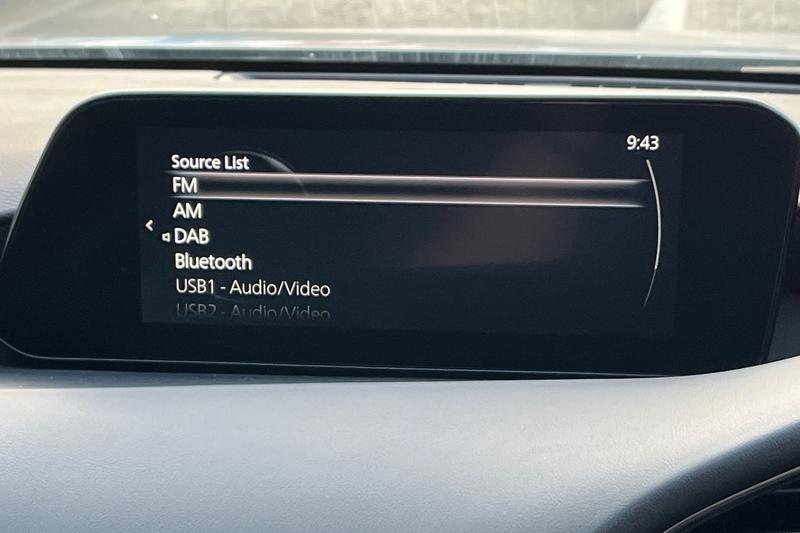 9:43
Source List
FM
AM
DAB
Bluetooth
USB1 - Audio/Video
USB2 - Audio/Video